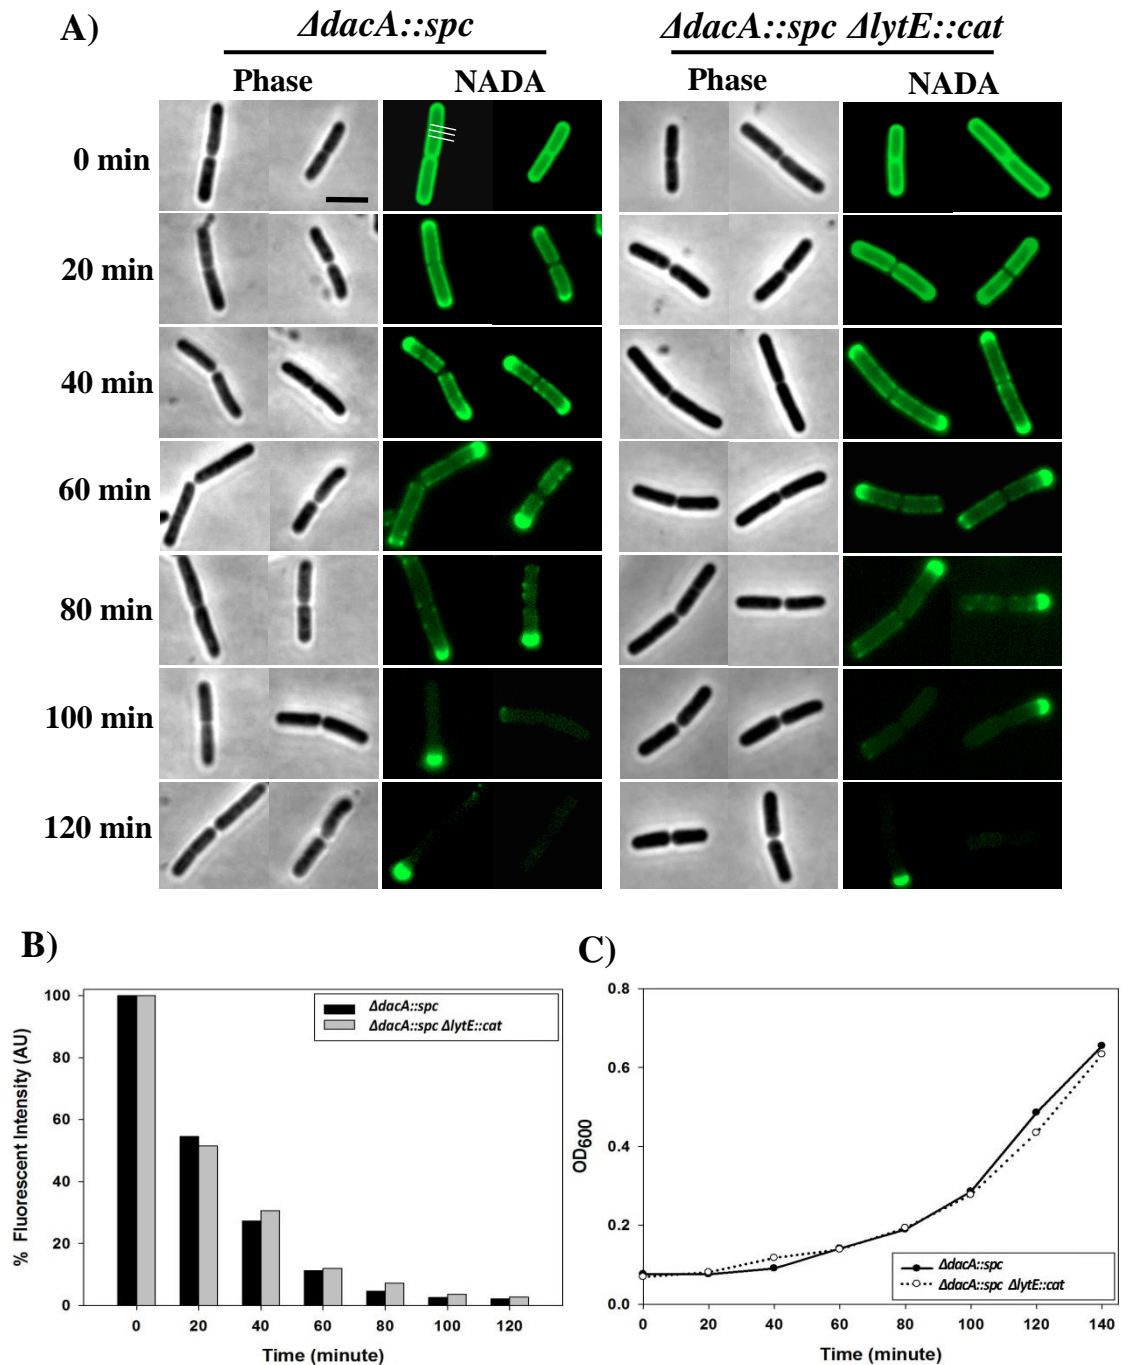 A)
ΔdacA::spc
ΔdacA::spc ΔlytE::cat
Phase
NADA
Phase
NADA
0 min
20 min
40 min
60 min
80 min
100 min
120 min
B)
% Fluorescent Intensity (AU)
100
80
60
40
20
0
ΔdacA::spc
ΔdacA::spc ΔlytE::cat
0 20 40 60 80 100 120
Time (minute)
C)
OD600
0.8
0.6
0.4
0.2
0.0
ΔdacA::spc
ΔdacA::spc ΔlytE::cat
0 20 40 60 80 100 120 140
Time (minute)